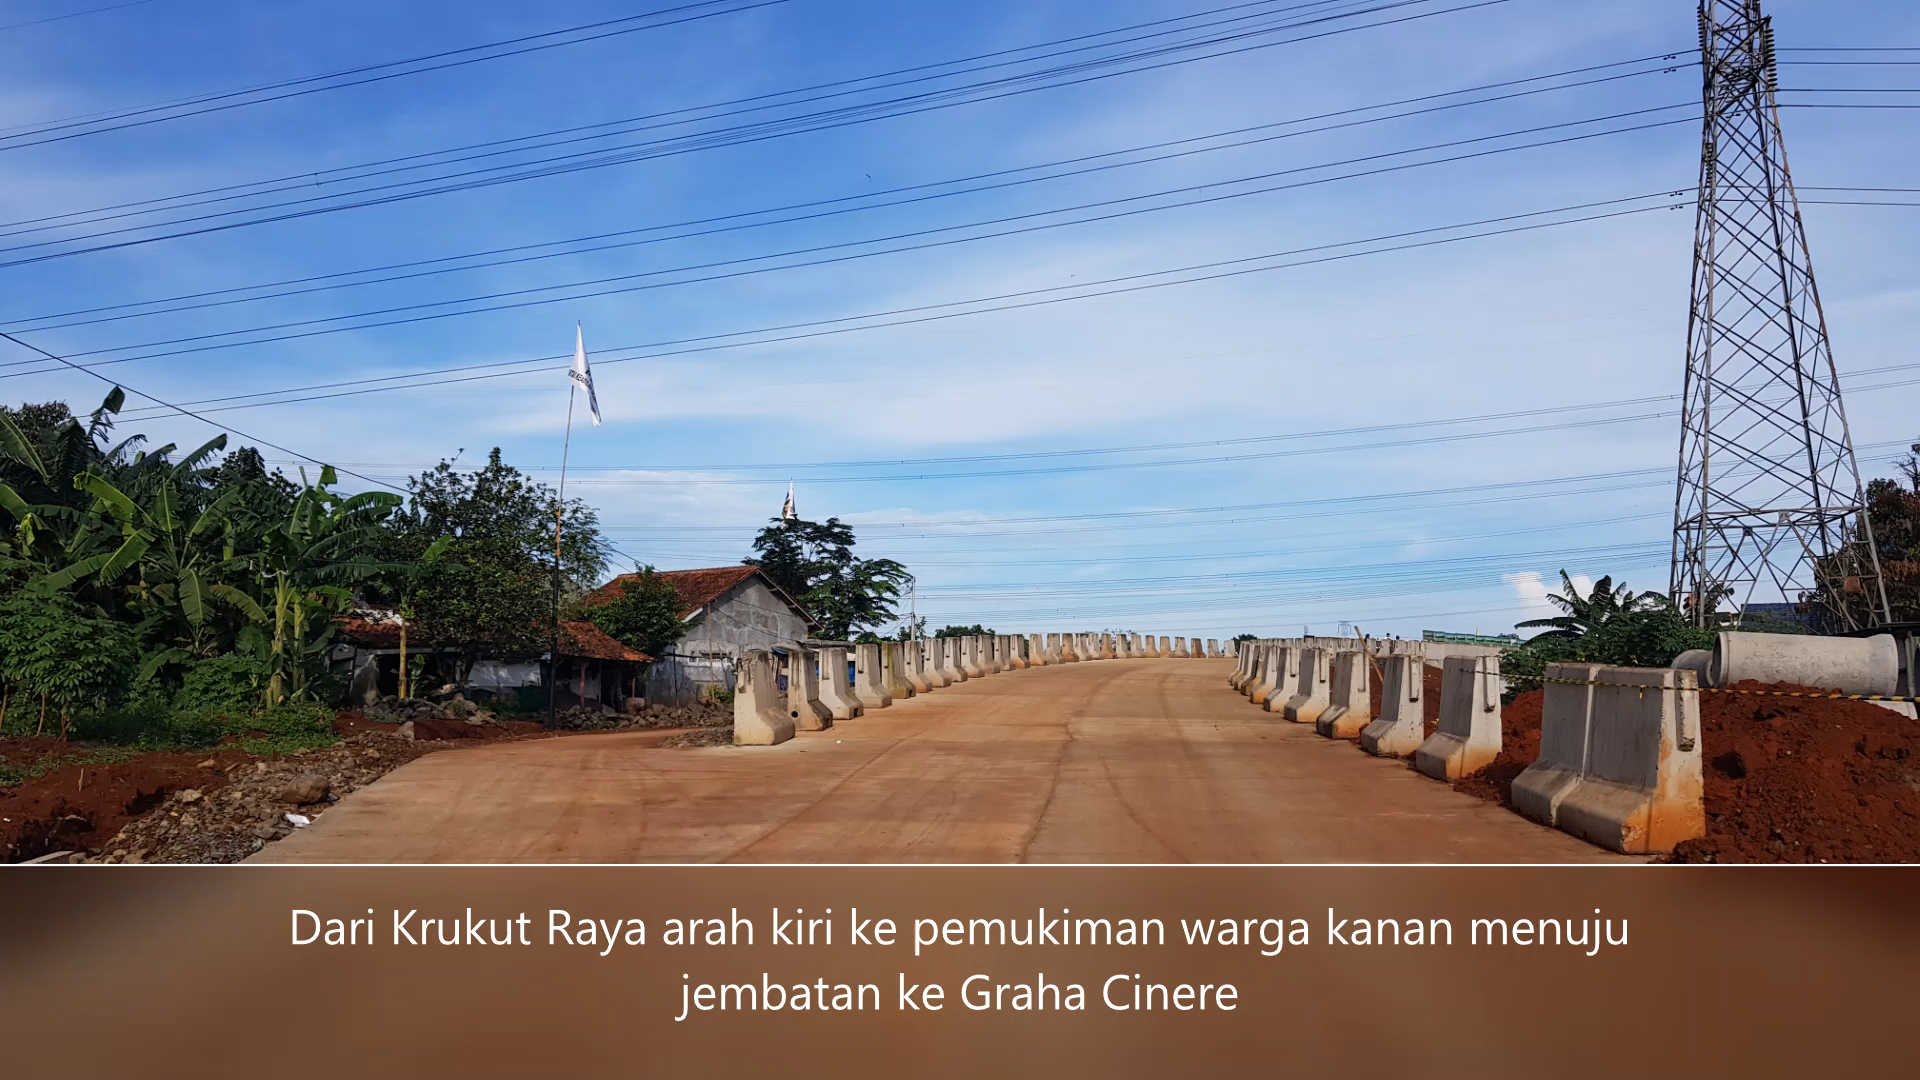 Dari Krukut Raya arah kiri ke pemukiman warga kanan menuju
jembatan ke Graha Cinere